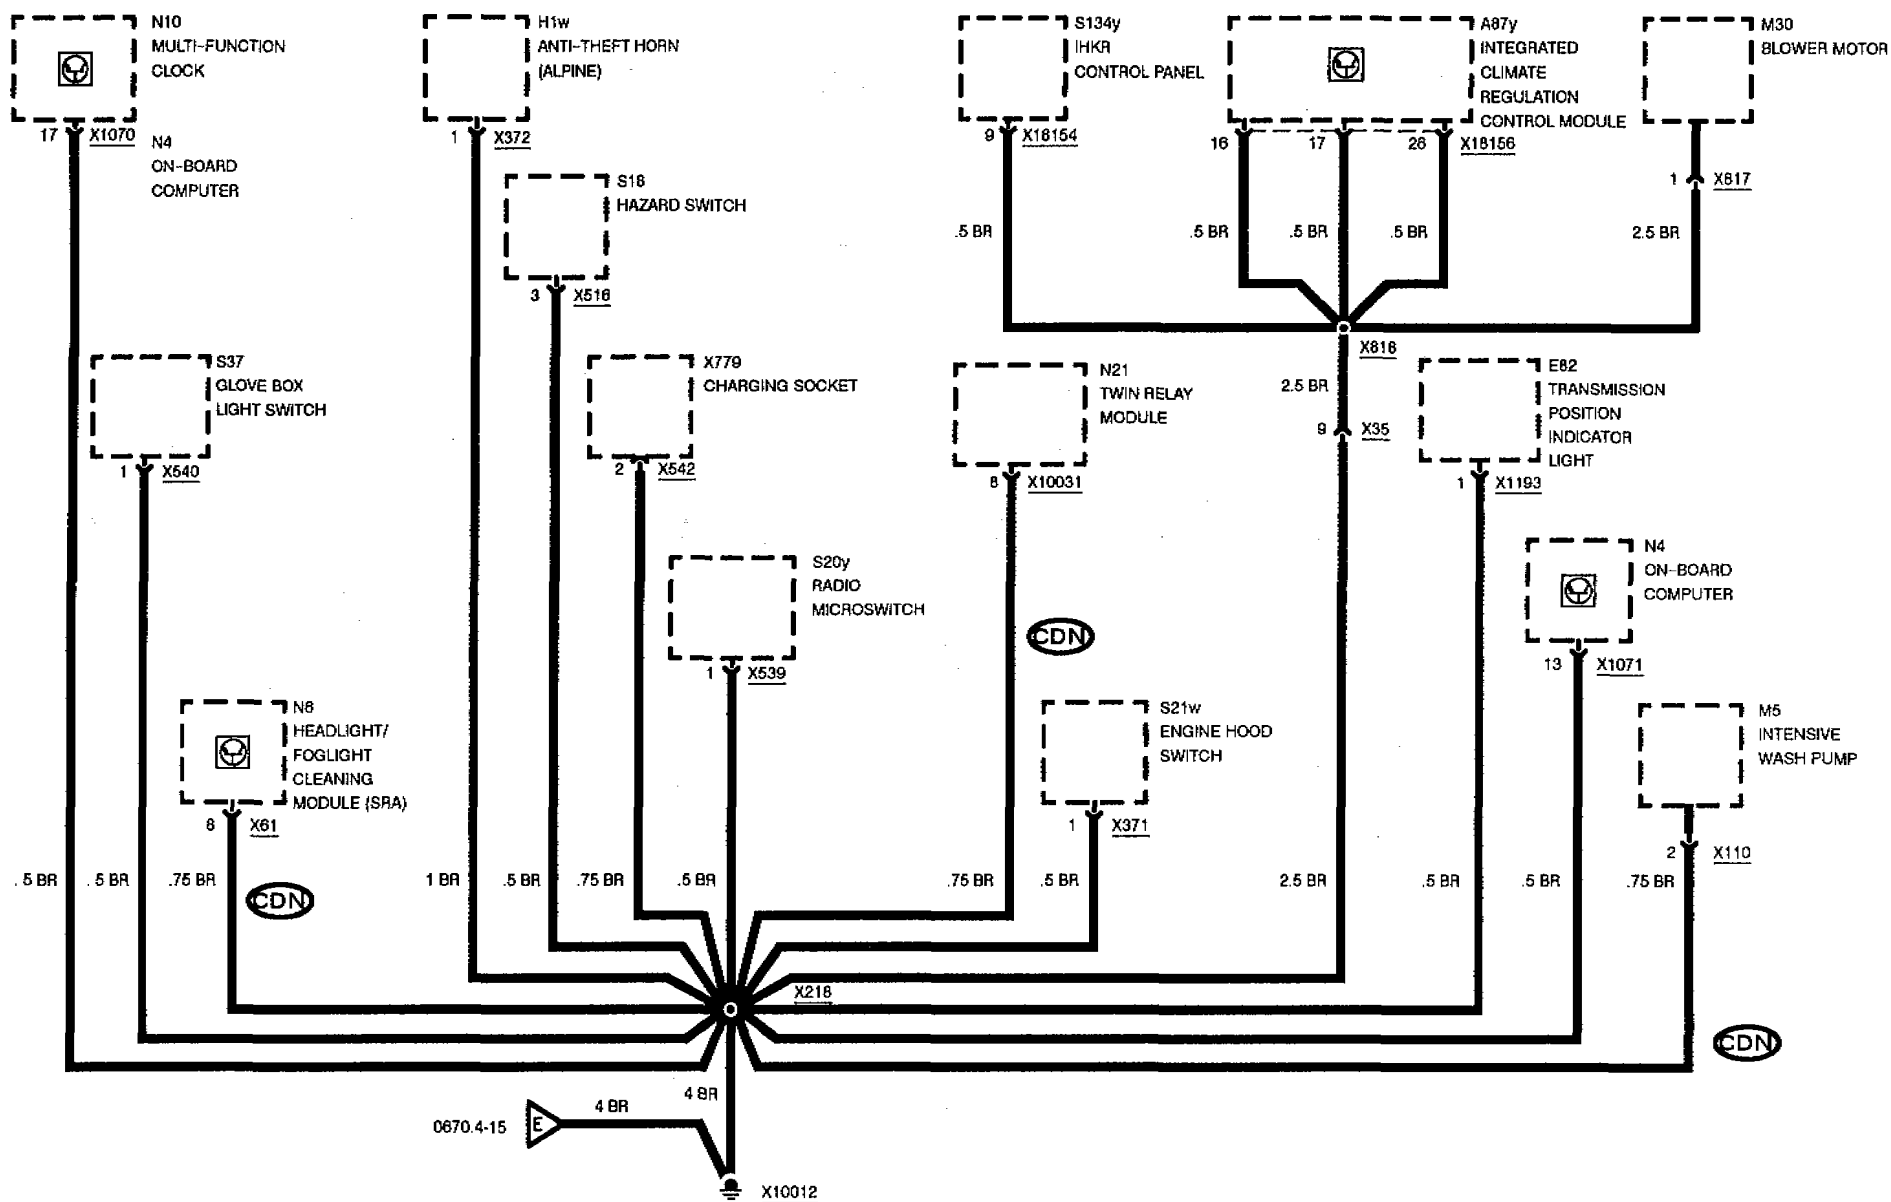 N10
MULTI-FUNCTION
CLOCK
17 X1070
N4
ON-BOARD
COMPUTER
H1w
ANTI-THEFT HORN
(ALPINE)
1 X372
S18
HAZARD SWITCH
3 X516
S134y
IHKR
CONTROL PANEL
9 X18154
A87y
INTEGRATED
CLIMATE
REGULATION
CONTROL MODULE
16 17 26 X18156
M30
BLOWER MOTOR
1 X817
.5 BR .5 BR .5 BR .5 BR 2.5 BR
X818
2.5 BR
9 X35
S37
GLOVE BOX
LIGHT SWITCH
1 X540
X779
CHARGING SOCKET
2 X542
N21
TWIN RELAY
MODULE
8 X10031
E82
TRANSMISSION
POSITION
INDICATOR
LIGHT
1 X1193
S20y
RADIO
MICROSWITCH
1 X539
CDN
N4
ON-BOARD
COMPUTER
13 X1071
N8
HEADLIGHT/
FOGLIGHT
CLEANING
MODULE (SRA)
8 X61
S21w
ENGINE HOOD
SWITCH
1 X371
M5
INTENSIVE
WASH PUMP
2 X110
.5 BR .5 BR .75 BR 1 BR .5 BR .75 BR .5 BR .75 BR .5 BR 2.5 BR .5 BR .5 BR .75 BR
CDN
X218
CDN
4 BR
4 BR
0670.4-15 E
X10012